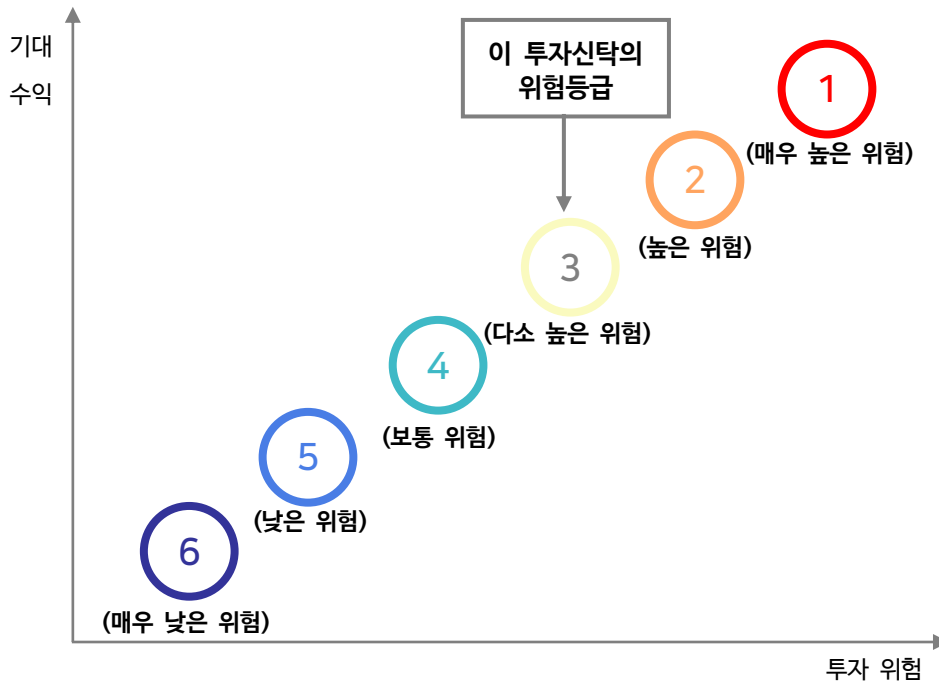 기대
수익
이 투자신탁의
위험등급
1
(매우 높은 위험)
2
(높은 위험)
3
(다소 높은 위험)
4
(보통 위험)
5
(낮은 위험)
6
(매우 낮은 위험)
투자 위험